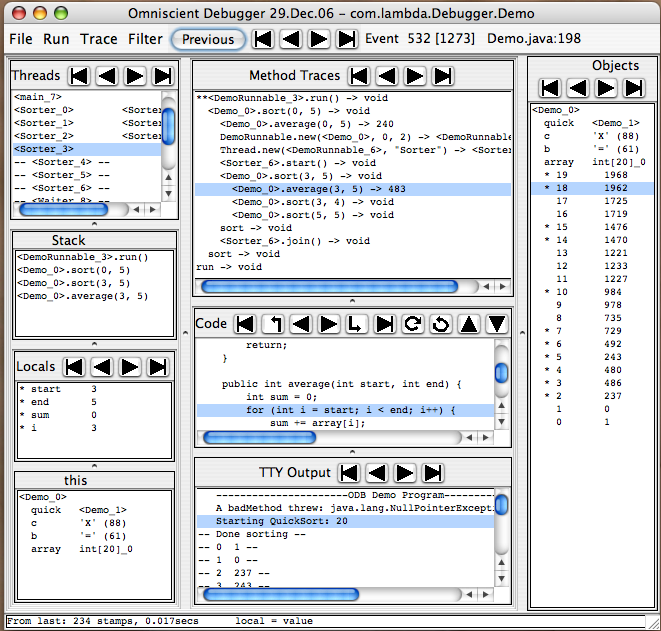 Omniscient Debugger 29.Dec.06 – com.lambda.Debugger.Demo
File Run Trace Filter Previous Event 532 [1273] Demo.java:198
Threads
<main_7>
<Sorter_0> <Sorte
<Sorter_1> <Sorte
<Sorter_2> <Sorte
<Sorter_3>
-- <Sorter_4> --
-- <Sorter_5> --
-- <Sorter_6> --
-- <Waiter_8> --
Stack
<DemoRunnable_3>.run()
<Demo_0>.sort(0, 5)
<Demo_0>.sort(3, 5)
<Demo_0>.average(3, 5)
Locals
* start 3
* end 5
* sum 0
* i 3
this
<Demo_0>
quick <Demo_1>
c 'X' (88)
b '=' (61)
array int[20]_0
Method Traces
**<DemoRunnable_3>.run() -> void
<Demo_0>.sort(0, 5) -> void
<Demo_0>.average(0, 5) -> 240
DemoRunnable.new(<Demo_0>, 0, 2) -> <DemoRunnable
Thread.new(<DemoRunnable_6>, "Sorter") -> <Sorter
<Sorter_6>.start() -> void
<Demo_0>.sort(3, 5) -> void
<Demo_0>.average(3, 5) -> 483
<Demo_0>.sort(3, 4) -> void
<Demo_0>.sort(5, 5) -> void
sort -> void
<Sorter_6>.join() -> void
sort -> void
run -> void
Code
return;
}
public int average(int start, int end) {
int sum = 0;
for (int i = start; i < end; i++) {
sum += array[i];
TTY Output
----------------------ODB Demo Program---------
A badMethod threw: java.lang.NullPointerExcept
Starting QuickSort: 20
-- Done sorting --
-- 0 1 --
-- 1 0 --
-- 2 237 --
-- 3 243 --
Objects
<Demo_0>
quick <Demo_1>
c 'X' (88)
b '=' (61)
array int[20]_0
* 19 1968
* 18 1962
17 1725
16 1719
* 15 1476
* 14 1470
13 1221
12 1233
11 1227
* 10 984
9 978
8 735
* 7 729
* 6 492
* 5 243
* 4 480
* 3 486
* 2 237
1 0
0 1
From last: 234 stamps, 0.017secs local = value